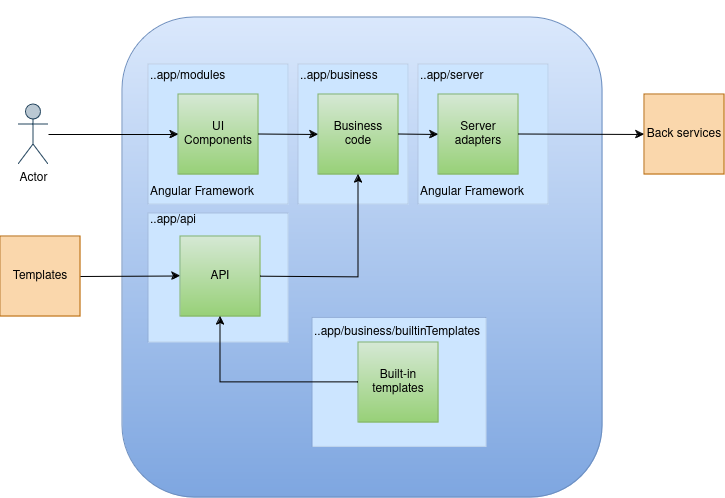 ..app/modules
..app/business
..app/server
UI
Components
Business
code
Server
adapters
Back services
Actor
Angular Framework
Angular Framework
..app/api
Templates
API
..app/business/builtinTemplates
Built-in
templates